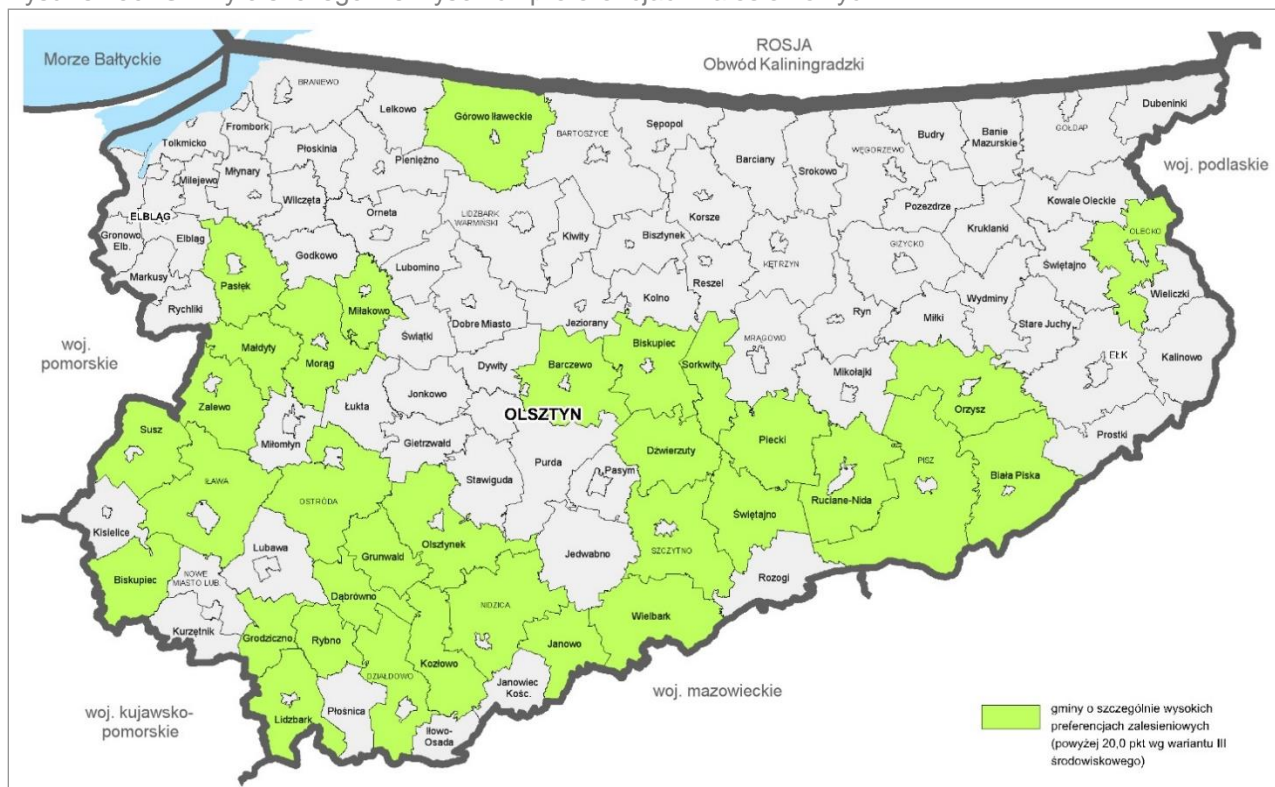 Morze Bałtyckie
ROSJA
Obwód Kaliningradzki
BRANIEWO
Lelkowo
Górowo Iławeckie
BARTOSZYCE
Sępopol
Dubeninki
GOŁDAP
Banie
Mazurskie
Budry
Frombork
Tolkmicko
Płoskinia
Pieniężno
Barciany
Srokowo
WĘGORZEWO
woj. podlaskie
Milejewo
Młynary
Wilczęta
Orneta
LIDZBARK
WARMIŃSKI
Kiwity
Bisztynek
Korsze
Pozezdrze
Kruklanki
Kowale Oleckie
OLECKO
ELBLĄG
Gronowo
Elb.
Elbląg
Godkowo
Lubomino
KĘTRZYN
GIŻYCKO
Świętajno
Markusy
Pasłęk
Rychliki
Miłakowo
Świątki
Dobre Miasto
Jeziorany
Kolno
Reszel
Ryn
Miłki
Wydminy
Stare Juchy
Wieliczki
woj.
pomorskie
Małdyty
Morąg
Dywity
Barczewo
Biskupiec
Sorkwity
MRĄGOWO
Mikołajki
EŁK
Kalinowo
Zalewo
Miłomłyn
Łukta
Jonkowo
OLSZTYN
Orzysz
Susz
Gietrzwałd
Stawiguda
Purda
Pasym
Dźwierzuty
Piecki
Ruciane-Nida
PISZ
Biała Piska
Prostki
IŁAWA
OSTRÓDA
Olsztynek
Kisielice
Lubawa
Grunwald
Jedwabno
SZCZYTNO
Świętajno
Rozogi
Biskupiec
NOWE
MIASTO LUB.
Dąbrówno
NIDZICA
Wielbark
Kurzętnik
Grodziczno
Rybno
Kozłowo
Janowo
DZIAŁDOWO
Janowiec
Kośc.
Lidzbark
Płośnica
Iłowo-
Osada
woj. kujawsko-
pomorskie
woj. mazowieckie
gminy o szczególnie wysokich
preferencjach zalesieniowych
(powyżej 20,0 pkt wg wariantu III
środowiskowego)